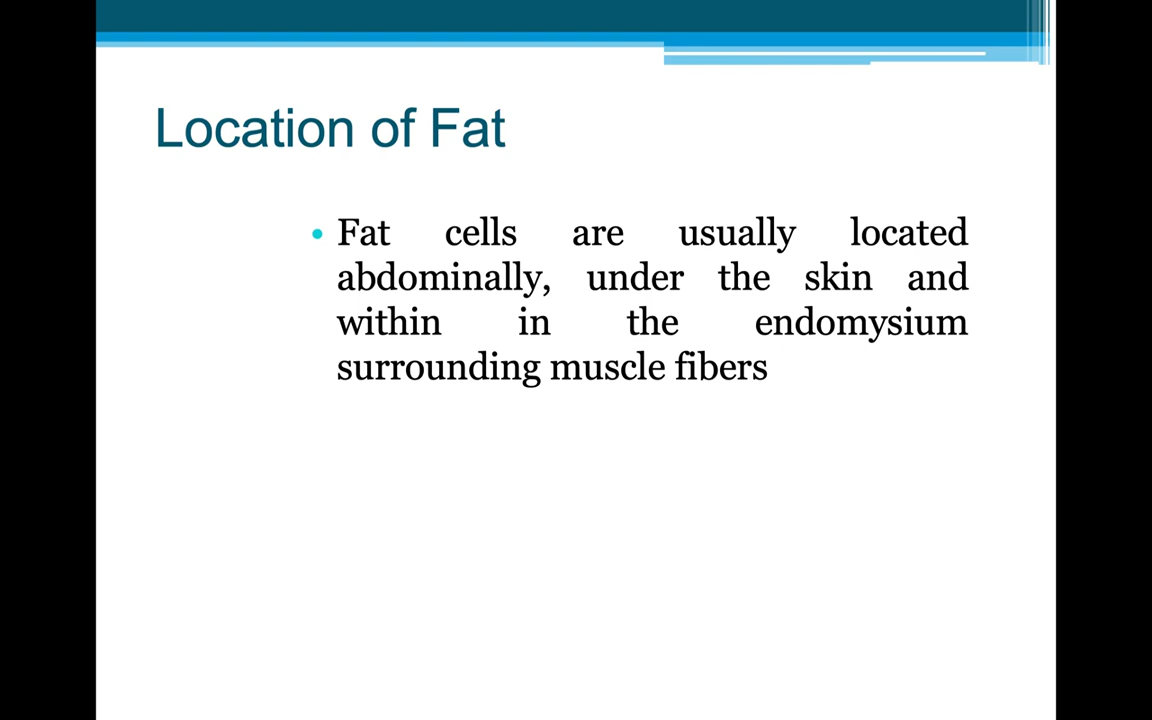 Location of Fat
• Fat cells are usually located
abdominally, under the skin and
within in the endomysium
surrounding muscle fibers